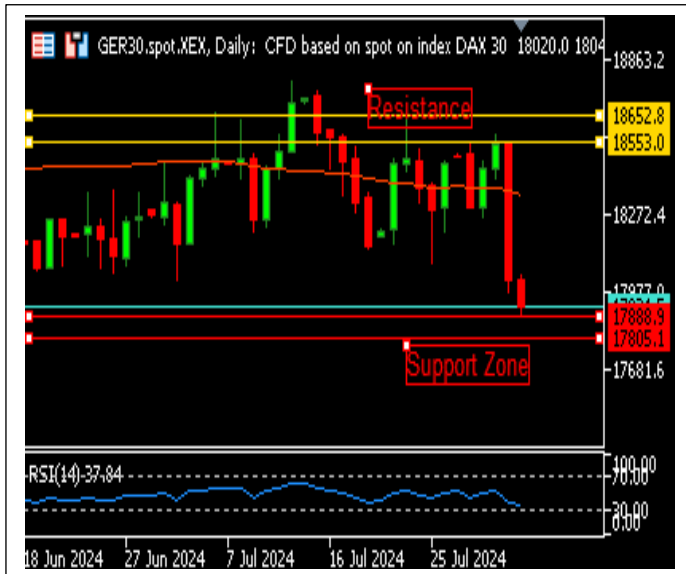 GER30.spot.XEX, Daily: CFD based on spot on index DAX 30 18020.0 1804
18863.2
Resistance
18652.8
18553.0
18272.4
17977.0
17888.9
17805.1
Support Zone
17681.6
RSI(14) 37.84
100.00
70.00
30.00
0.00
18 Jun 2024 27 Jun 2024 7 Jul 2024 16 Jul 2024 25 Jul 2024